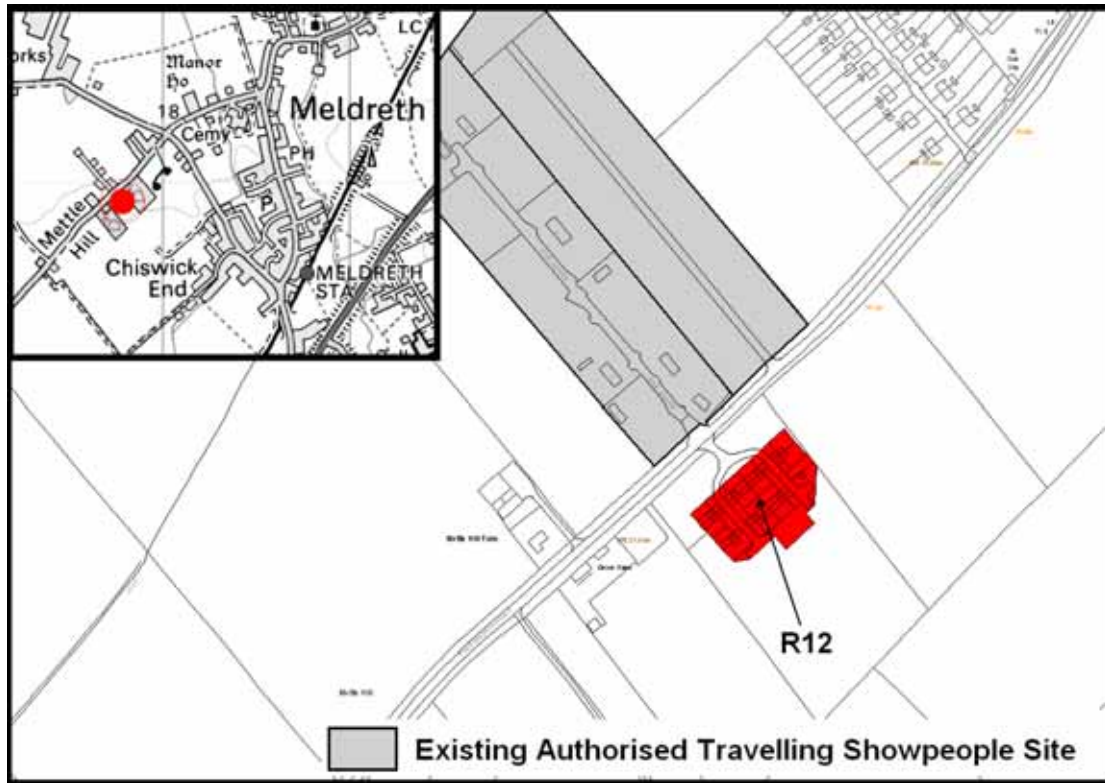 LC
orks
Manor
Ho
Meldreth
18
Cemy
PH
P
Mettle
Hill
Chiswick
End
MELDRETH
STA
R12
Existing Authorised Travelling Showpeople Site